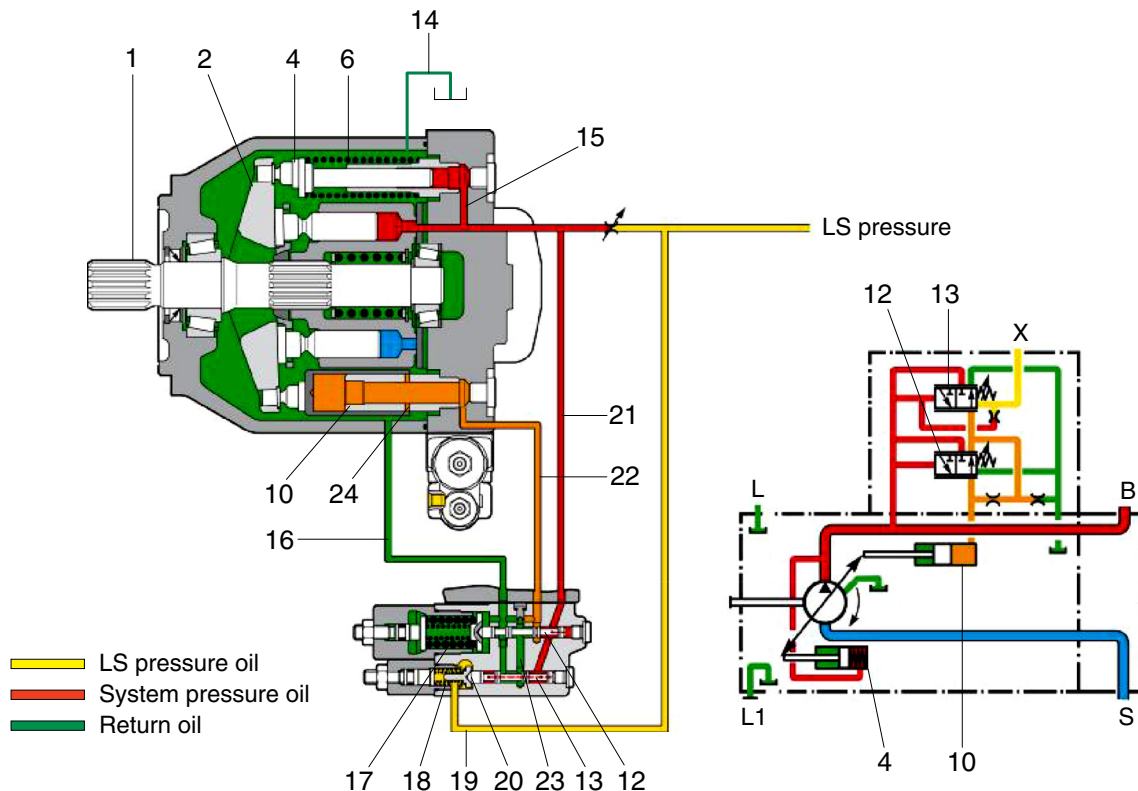 14
1 2 4 6
15
LS pressure
12 13
X
21
10 24 22
L B
16
10
LS pressure oil
System pressure oil
Return oil
L1 S
17 18 19 20 23 13 12 4 10